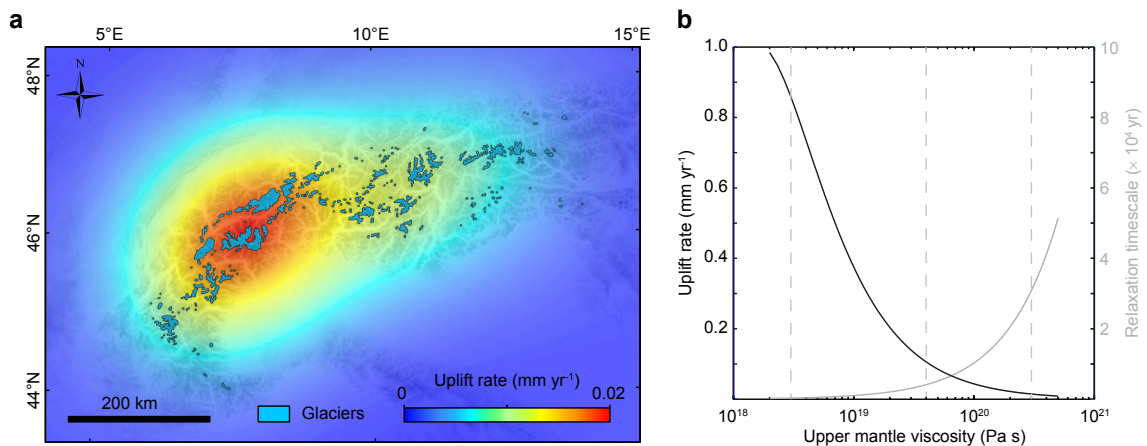 a
5°E 10°E 15°E
48°N
46°N
44°N
N
200 km
Glaciers
Uplift rate (mm yr⁻¹)
0 0.02
b
1.0
0.8
0.6
0.4
0.2
Uplift rate (mm yr⁻¹)
10
8
6
4
2
Relaxation timescale (× 10⁴ yr)
10¹⁸ 10¹⁹ 10²⁰ 10²¹
Upper mantle viscosity (Pa s)